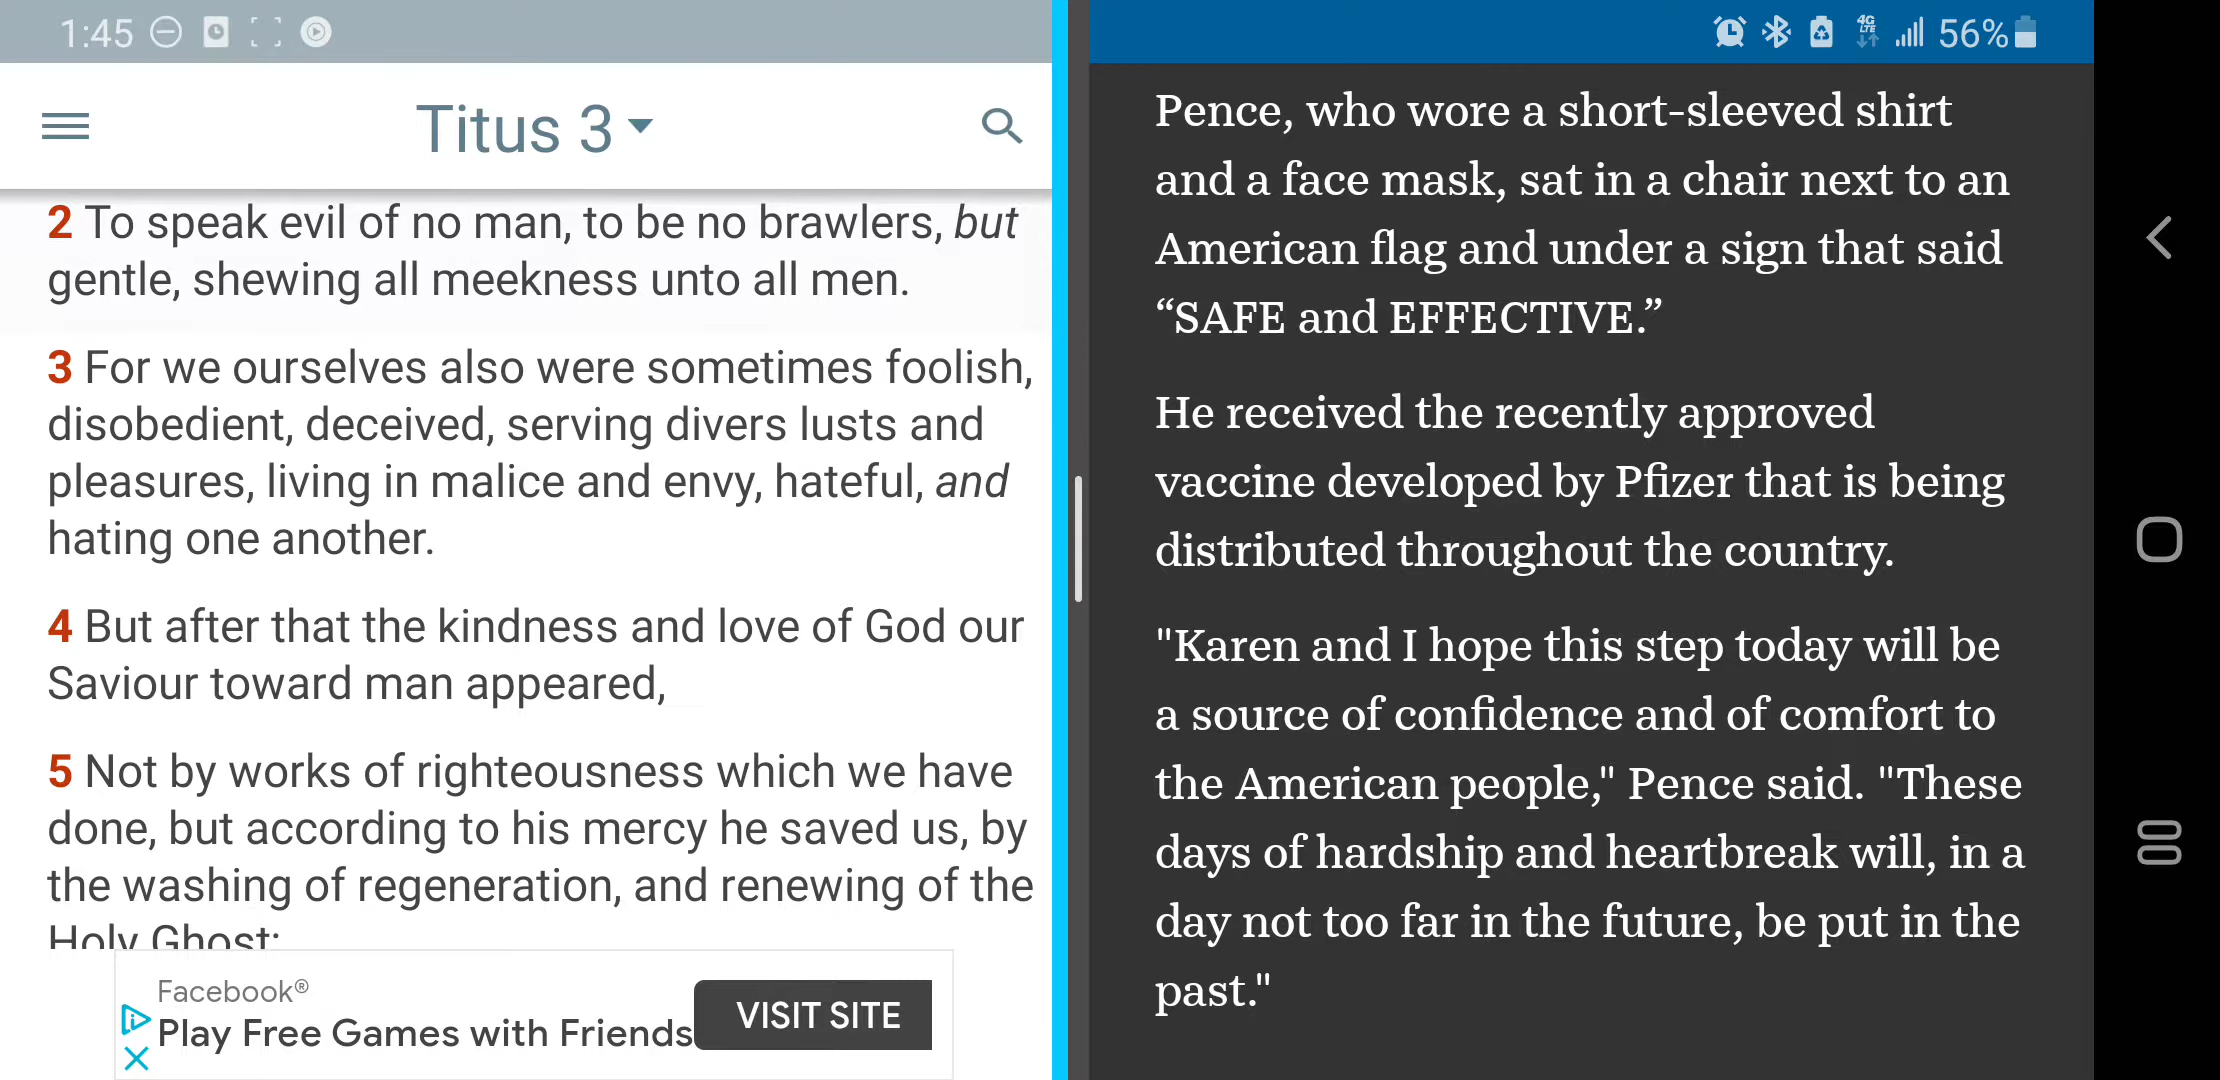 1:45
Titus 3
2 To speak evil of no man, to be no brawlers, but
gentle, shewing all meekness unto all men.
3 For we ourselves also were sometimes foolish,
disobedient, deceived, serving divers lusts and
pleasures, living in malice and envy, hateful, and
hating one another.
4 But after that the kindness and love of God our
Saviour toward man appeared,
5 Not by works of righteousness which we have
done, but according to his mercy he saved us, by
the washing of regeneration, and renewing of the
Holy Ghost;
Facebook®
Play Free Games with Friends
VISIT SITE
4G LTE 56%
Pence, who wore a short-sleeved shirt
and a face mask, sat in a chair next to an
American flag and under a sign that said
“SAFE and EFFECTIVE.”
He received the recently approved
vaccine developed by Pfizer that is being
distributed throughout the country.
"Karen and I hope this step today will be
a source of confidence and of comfort to
the American people," Pence said. "These
days of hardship and heartbreak will, in a
day not too far in the future, be put in the
past."